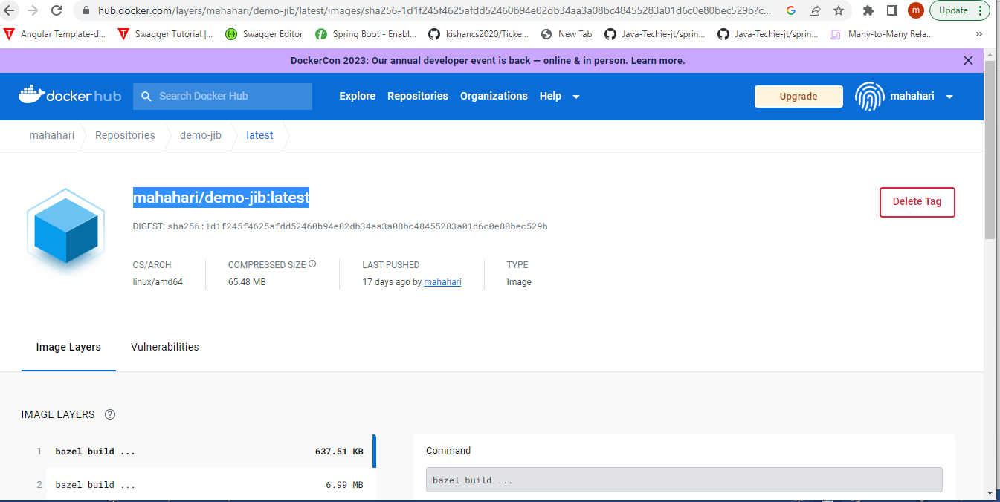 hub.docker.com/layers/mahahari/demo-jib/latest/images/sha256-1d1f245f4625afdd52460b94e02db34aa3a08bc48455283a01d6c0e80bec529b?c...
m
Update
Angular Template-d...
Swagger Tutorial |...
Swagger Editor
Spring Boot - Enabl...
kishancs2020/Ticke...
New Tab
Java-Techie-jt/sprin...
Java-Techie-jt/sprin...
Many-to-Many Rela...
»
DockerCon 2023: Our annual developer event is back — online & in person. Learn more.
docker hub
Search Docker Hub
Explore
Repositories
Organizations
Help
Upgrade
mahahari
mahahari
Repositories
demo-jib
latest
mahahari/demo-jib:latest
Delete Tag
DIGEST: sha256:1d1f245f4625afdd52460b94e02db34aa3a08bc48455283a01d6c0e80bec529b
OS/ARCH
linux/amd64
COMPRESSED SIZE
65.48 MB
LAST PUSHED
17 days ago by mahahari
TYPE
Image
Image Layers
Vulnerabilities
IMAGE LAYERS
1 bazel build ... 637.51 KB
2 bazel build ... 6.99 MB
Command
bazel build ...